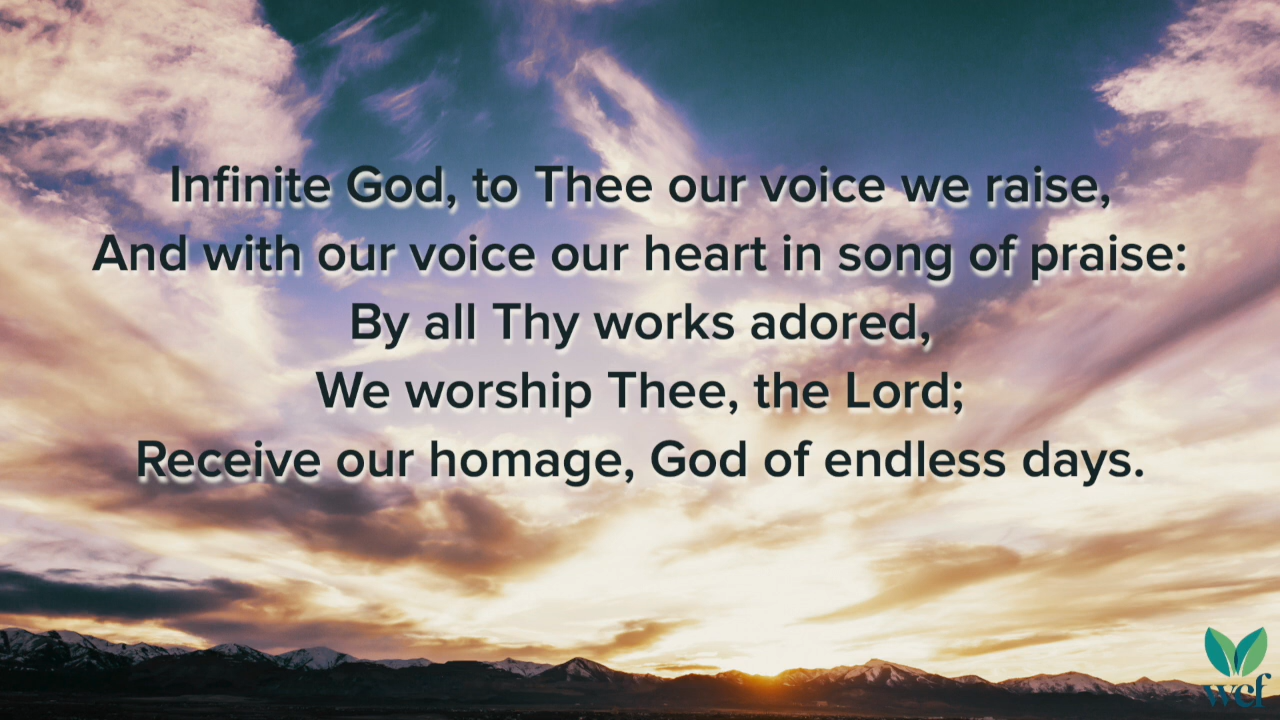 Infinite God, to Thee our voice we raise,
And with our voice our heart in song of praise:
By all Thy works adored,
We worship Thee, the Lord;
Receive our homage, God of endless days.
wcf